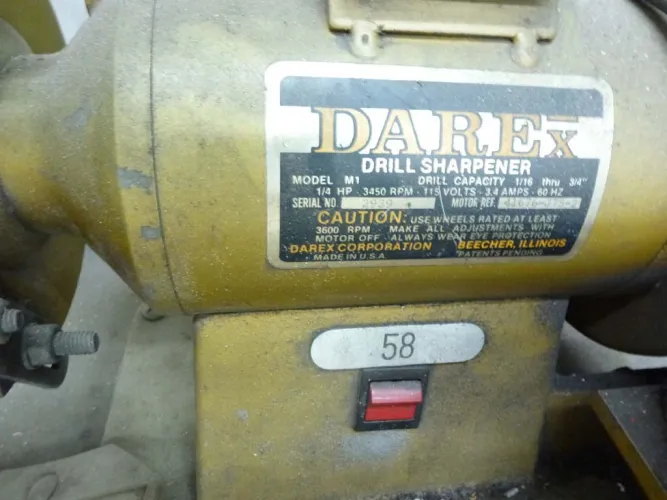 DAREX
DRILL SHARPENER
MODEL M1 DRILL CAPACITY 1/16 thru 3/4"
1/4 HP 3450 RPM · 115 VOLTS · 3.4 AMPS · 60 HZ
SERIAL NO 2939 MOTOR REF.
CAUTION: USE WHEELS RATED AT LEAST
3600 RPM MAKE ALL ADJUSTMENTS WITH
MOTOR OFF · ALWAYS WEAR EYE PROTECTION
DAREX CORPORATION BEECHER, ILLINOIS
MADE IN U.S.A. PATENTS PENDING
58